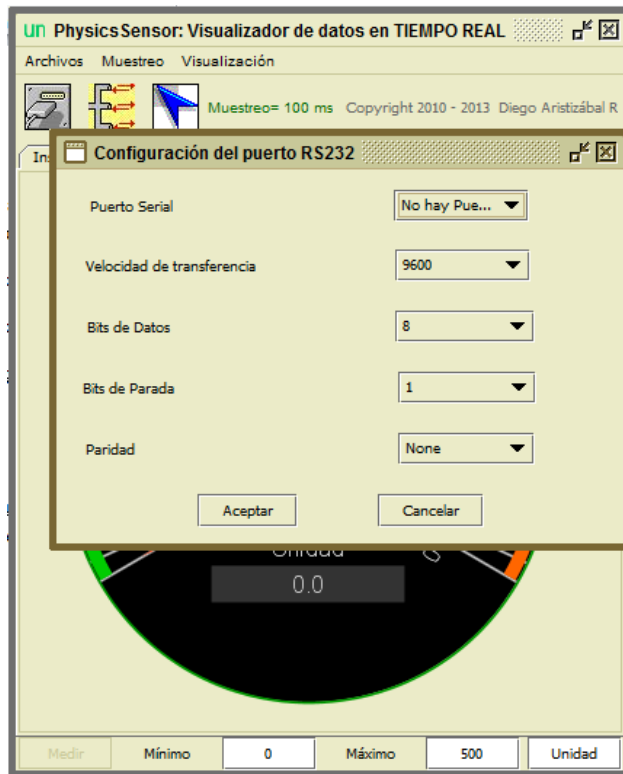 un PhysicsSensor: Visualizador de datos en TIEMPO REAL
Archivos Muestreo Visualización
Muestreo= 100 ms Copyright 2010 - 2013 Diego Aristizábal R
Ins
Configuración del puerto RS232
Puerto Serial No hay Pue...
Velocidad de transferencia 9600
Bits de Datos 8
Bits de Parada 1
Paridad None
Aceptar Cancelar
Unidad
0.0
Medir Mínimo 0 Máximo 500 Unidad